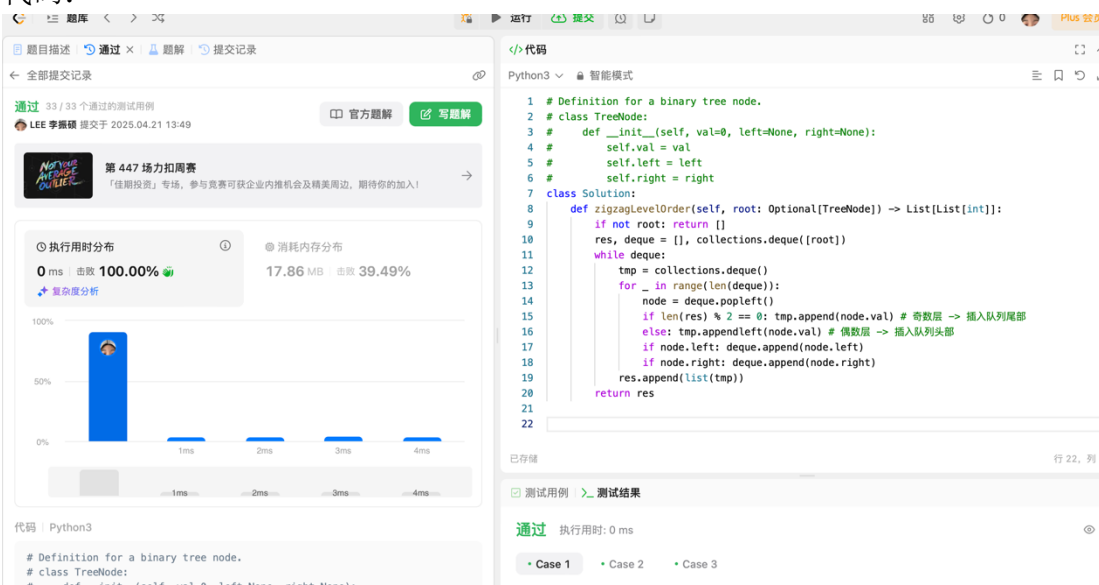 代码:
题库
运行
提交
0
Plus 会员
题目描述
通过
题解
提交记录
全部提交记录
通过 33 / 33 个通过的测试用例
LEE 李振硕 提交于 2025.04.21 13:49
官方题解
写题解
NOT YOUR AVERAGE OUTLIER
第 447 场力扣周赛
「佳期投资」专场，参与竞赛可获企业内推机会及精美周边，期待你的加入！
执行用时分布
0 ms 击败 100.00%
复杂度分析
消耗内存分布
17.86 MB 击败 39.49%
100%
50%
0%
1ms 2ms 3ms 4ms
1ms 2ms 3ms 4ms
代码 Python3
# Definition for a binary tree node.
# class TreeNode:
#     def __init__(self, val=0, left=None, right=None):
</>代码
Python3 智能模式
1 # Definition for a binary tree node.
2 # class TreeNode:
3 #     def __init__(self, val=0, left=None, right=None):
4 #         self.val = val
5 #         self.left = left
6 #         self.right = right
7 class Solution:
8     def zigzagLevelOrder(self, root: Optional[TreeNode]) -> List[List[int]]:
9         if not root: return []
10         res, deque = [], collections.deque([root])
11         while deque:
12             tmp = collections.deque()
13             for _ in range(len(deque)):
14                 node = deque.popleft()
15                 if len(res) % 2 == 0: tmp.append(node.val) # 奇数层 -> 插入队列尾部
16                 else: tmp.appendleft(node.val) # 偶数层 -> 插入队列头部
17                 if node.left: deque.append(node.left)
18                 if node.right: deque.append(node.right)
19             res.append(list(tmp))
20         return res
21
22
已存储
行 22, 列
测试用例
测试结果
通过 执行用时: 0 ms
Case 1
Case 2
Case 3